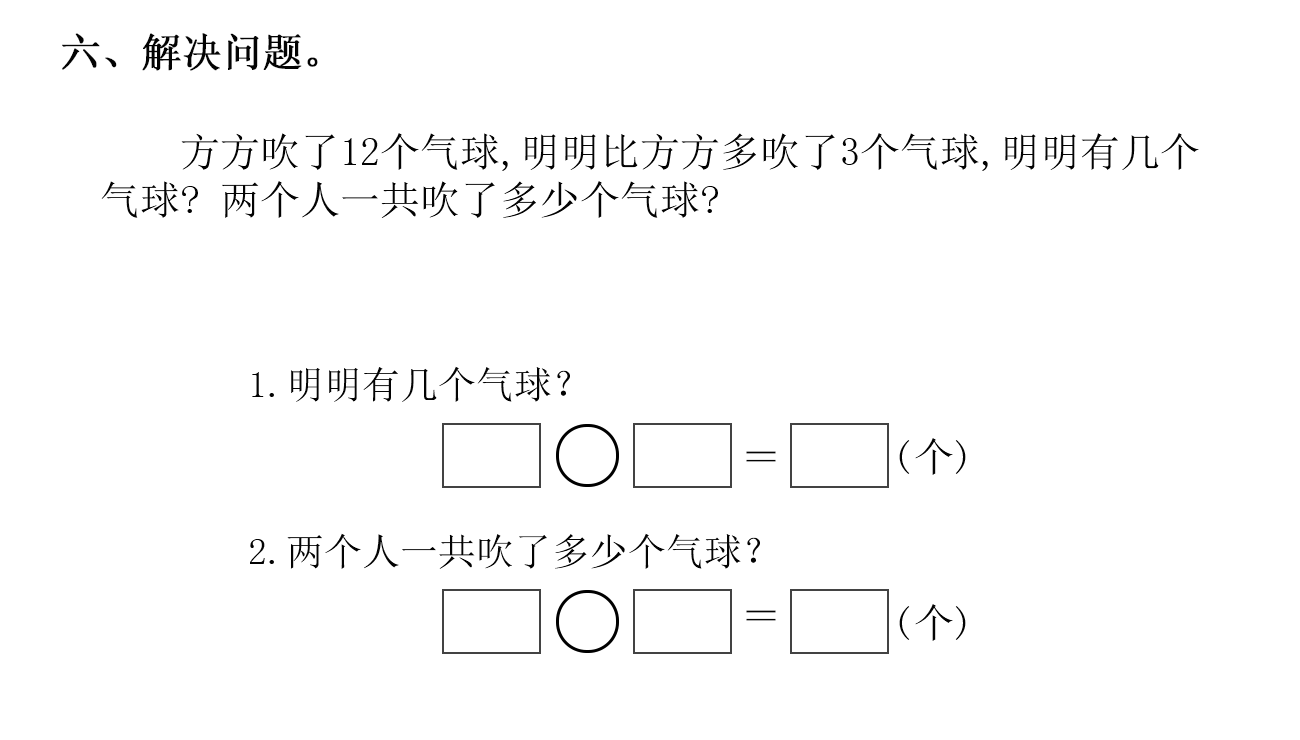 六、解决问题。
方方吹了12个气球,明明比方方多吹了3个气球,明明有几个
气球? 两个人一共吹了多少个气球?
1.明明有几个气球?
=(个)
2.两个人一共吹了多少个气球?
=(个)